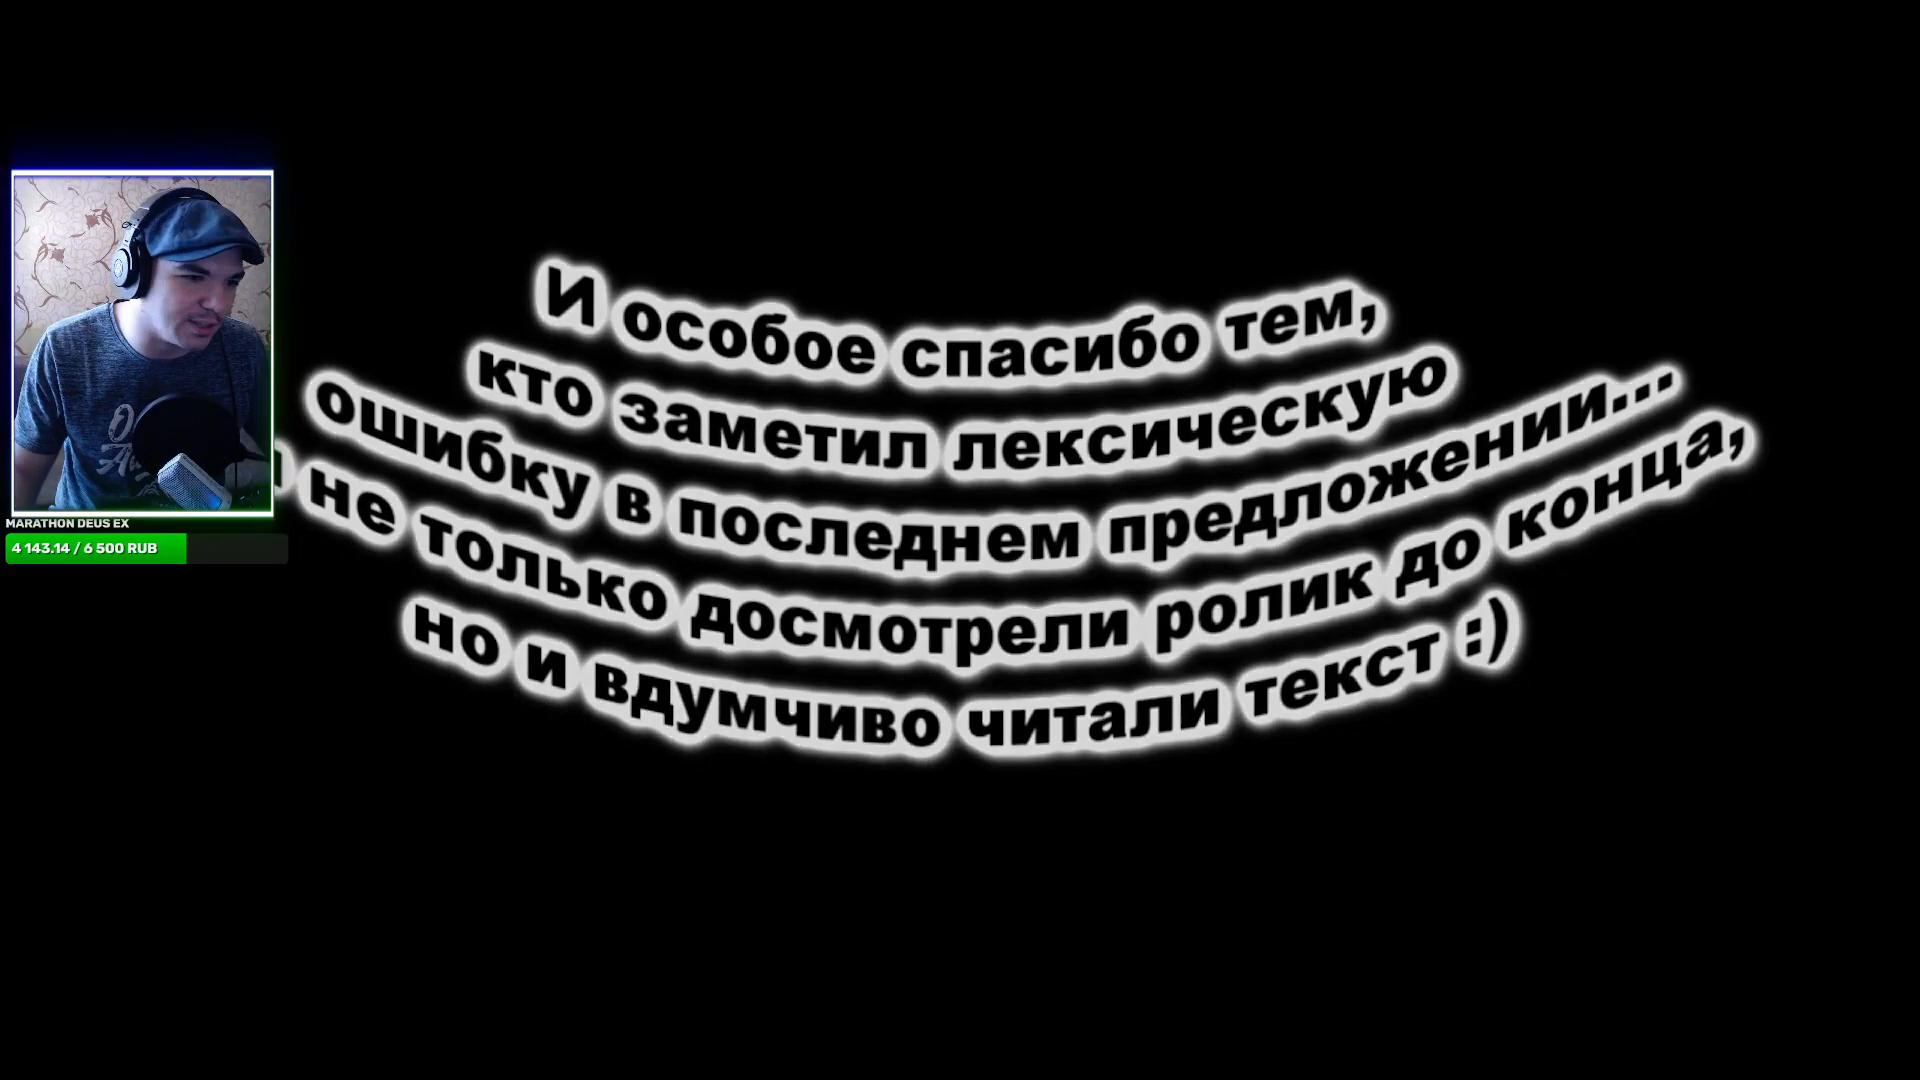 И особое спасибо тем,
кто заметил лексическую
ошибку в последнем предложении...
не только досмотрели ролик до конца,
но и вдумчиво читали текст :)
MARATHON DEUS EX
4 143.14 / 6 500 RUB